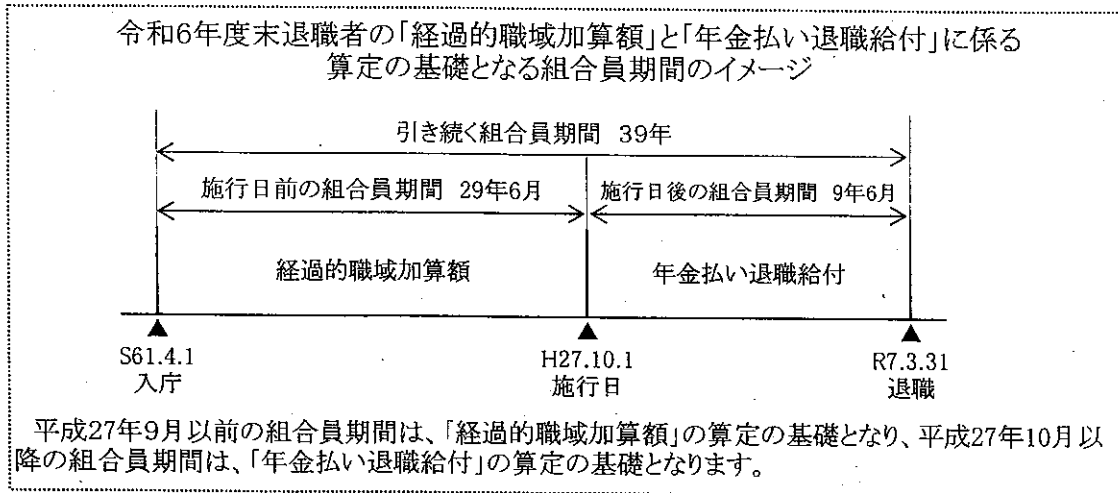 令和6年度末退職者の「経過的職域加算額」と「年金払い退職給付」に係る
算定の基礎となる組合員期間のイメージ
引き続く組合員期間 39年
施行日前の組合員期間 29年6月
施行日後の組合員期間 9年6月
経過的職域加算額
年金払い退職給付
S61.4.1
入庁
H27.10.1
施行日
R7.3.31
退職
平成27年9月以前の組合員期間は、「経過的職域加算額」の算定の基礎となり、平成27年10月以
降の組合員期間は、「年金払い退職給付」の算定の基礎となります。